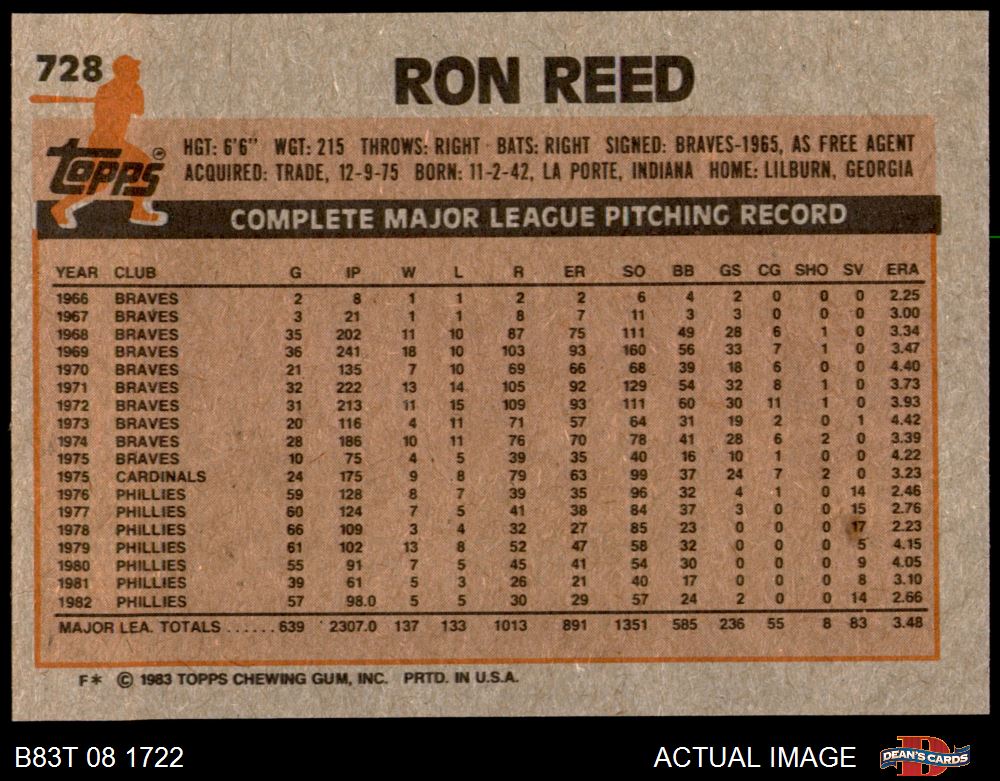 728
RON REED
topps®
HGT: 6'6" WGT: 215 THROWS: RIGHT BATS: RIGHT SIGNED: BRAVES-1965, AS FREE AGENT
ACQUIRED: TRADE, 12-9-75 BORN: 11-2-42, LA PORTE, INDIANA HOME: LILBURN, GEORGIA
COMPLETE MAJOR LEAGUE PITCHING RECORD
YEAR CLUB G IP W L R ER SO BB GS CG SHO SV ERA
1966 BRAVES 2 8 1 1 2 2 6 4 2 0 0 0 2.25
1967 BRAVES 3 21 1 1 8 7 11 3 3 0 0 0 3.00
1968 BRAVES 35 202 11 10 87 75 111 49 28 6 1 0 3.34
1969 BRAVES 36 241 18 10 103 93 160 56 33 7 1 0 3.47
1970 BRAVES 21 135 7 10 69 66 68 39 18 6 0 0 4.40
1971 BRAVES 32 222 13 14 105 92 129 54 32 8 1 0 3.73
1972 BRAVES 31 213 11 15 109 93 111 60 30 11 1 0 3.93
1973 BRAVES 20 116 4 11 71 57 64 31 19 2 0 1 4.42
1974 BRAVES 28 186 10 11 76 70 78 41 28 6 2 0 3.39
1975 BRAVES 10 75 4 5 39 35 40 16 10 1 0 0 4.22
1975 CARDINALS 24 175 9 8 79 63 99 37 24 7 2 0 3.23
1976 PHILLIES 59 128 8 7 39 35 96 32 4 1 0 14 2.46
1977 PHILLIES 60 124 7 5 41 38 84 37 3 0 0 15 2.76
1978 PHILLIES 66 109 3 4 32 27 85 23 0 0 0 17 2.23
1979 PHILLIES 61 102 13 8 52 47 58 32 0 0 0 5 4.15
1980 PHILLIES 55 91 7 5 45 41 54 30 0 0 0 9 4.05
1981 PHILLIES 39 61 5 3 26 21 40 17 0 0 0 8 3.10
1982 PHILLIES 57 98.0 5 5 30 29 57 24 2 0 0 14 2.66
MAJOR LEA. TOTALS ...... 639 2307.0 137 133 1013 891 1351 585 236 55 8 83 3.48
F* © 1983 TOPPS CHEWING GUM, INC. PRTD. IN U.S.A.
B83T 08 1722
ACTUAL IMAGE
D
DEAN'S CARDS